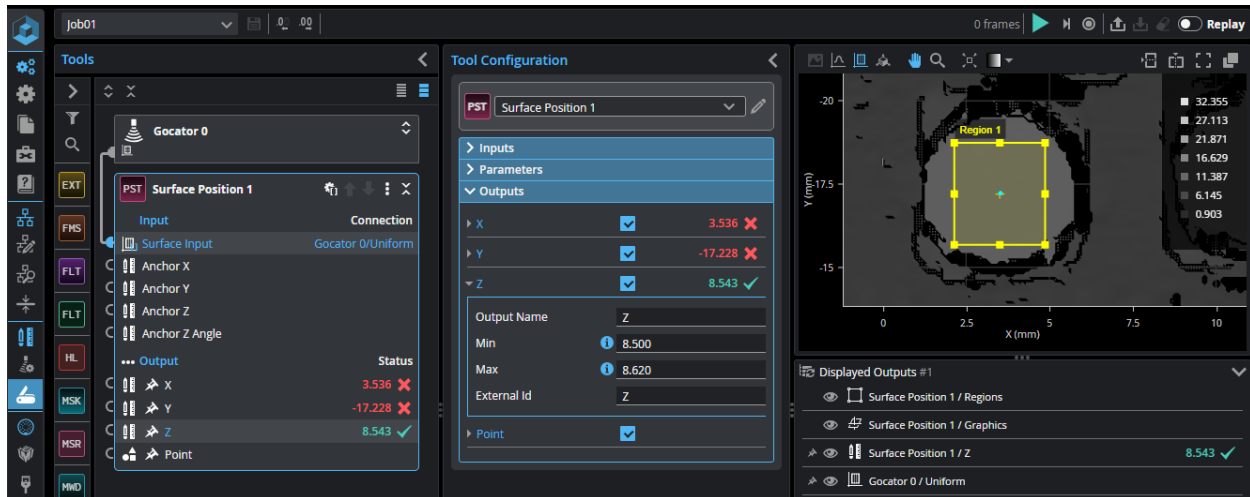 Job01
.0
.00
0 frames
Replay
Tools
Gocator 0
EXT
FMS
FLT
FLT
HL
MSK
MSR
MWD
PST Surface Position 1
Input Connection
Surface Input Gocator 0/Uniform
Anchor X
Anchor Y
Anchor Z
Anchor Z Angle
Output Status
X 3.536
Y -17.228
Z 8.543
Point
Tool Configuration
PST Surface Position 1
Inputs
Parameters
Outputs
X 3.536
Y -17.228
Z 8.543
Output Name Z
Min 8.500
Max 8.620
External Id Z
Point
Region 1
-20
-17.5
-15
Y (mm)
0 2.5 5 7.5 10
X (mm)
32.355
27.113
21.871
16.629
11.387
6.145
0.903
Displayed Outputs #1
Surface Position 1 / Regions
Surface Position 1 / Graphics
Surface Position 1 / Z 8.543
Gocator 0 / Uniform